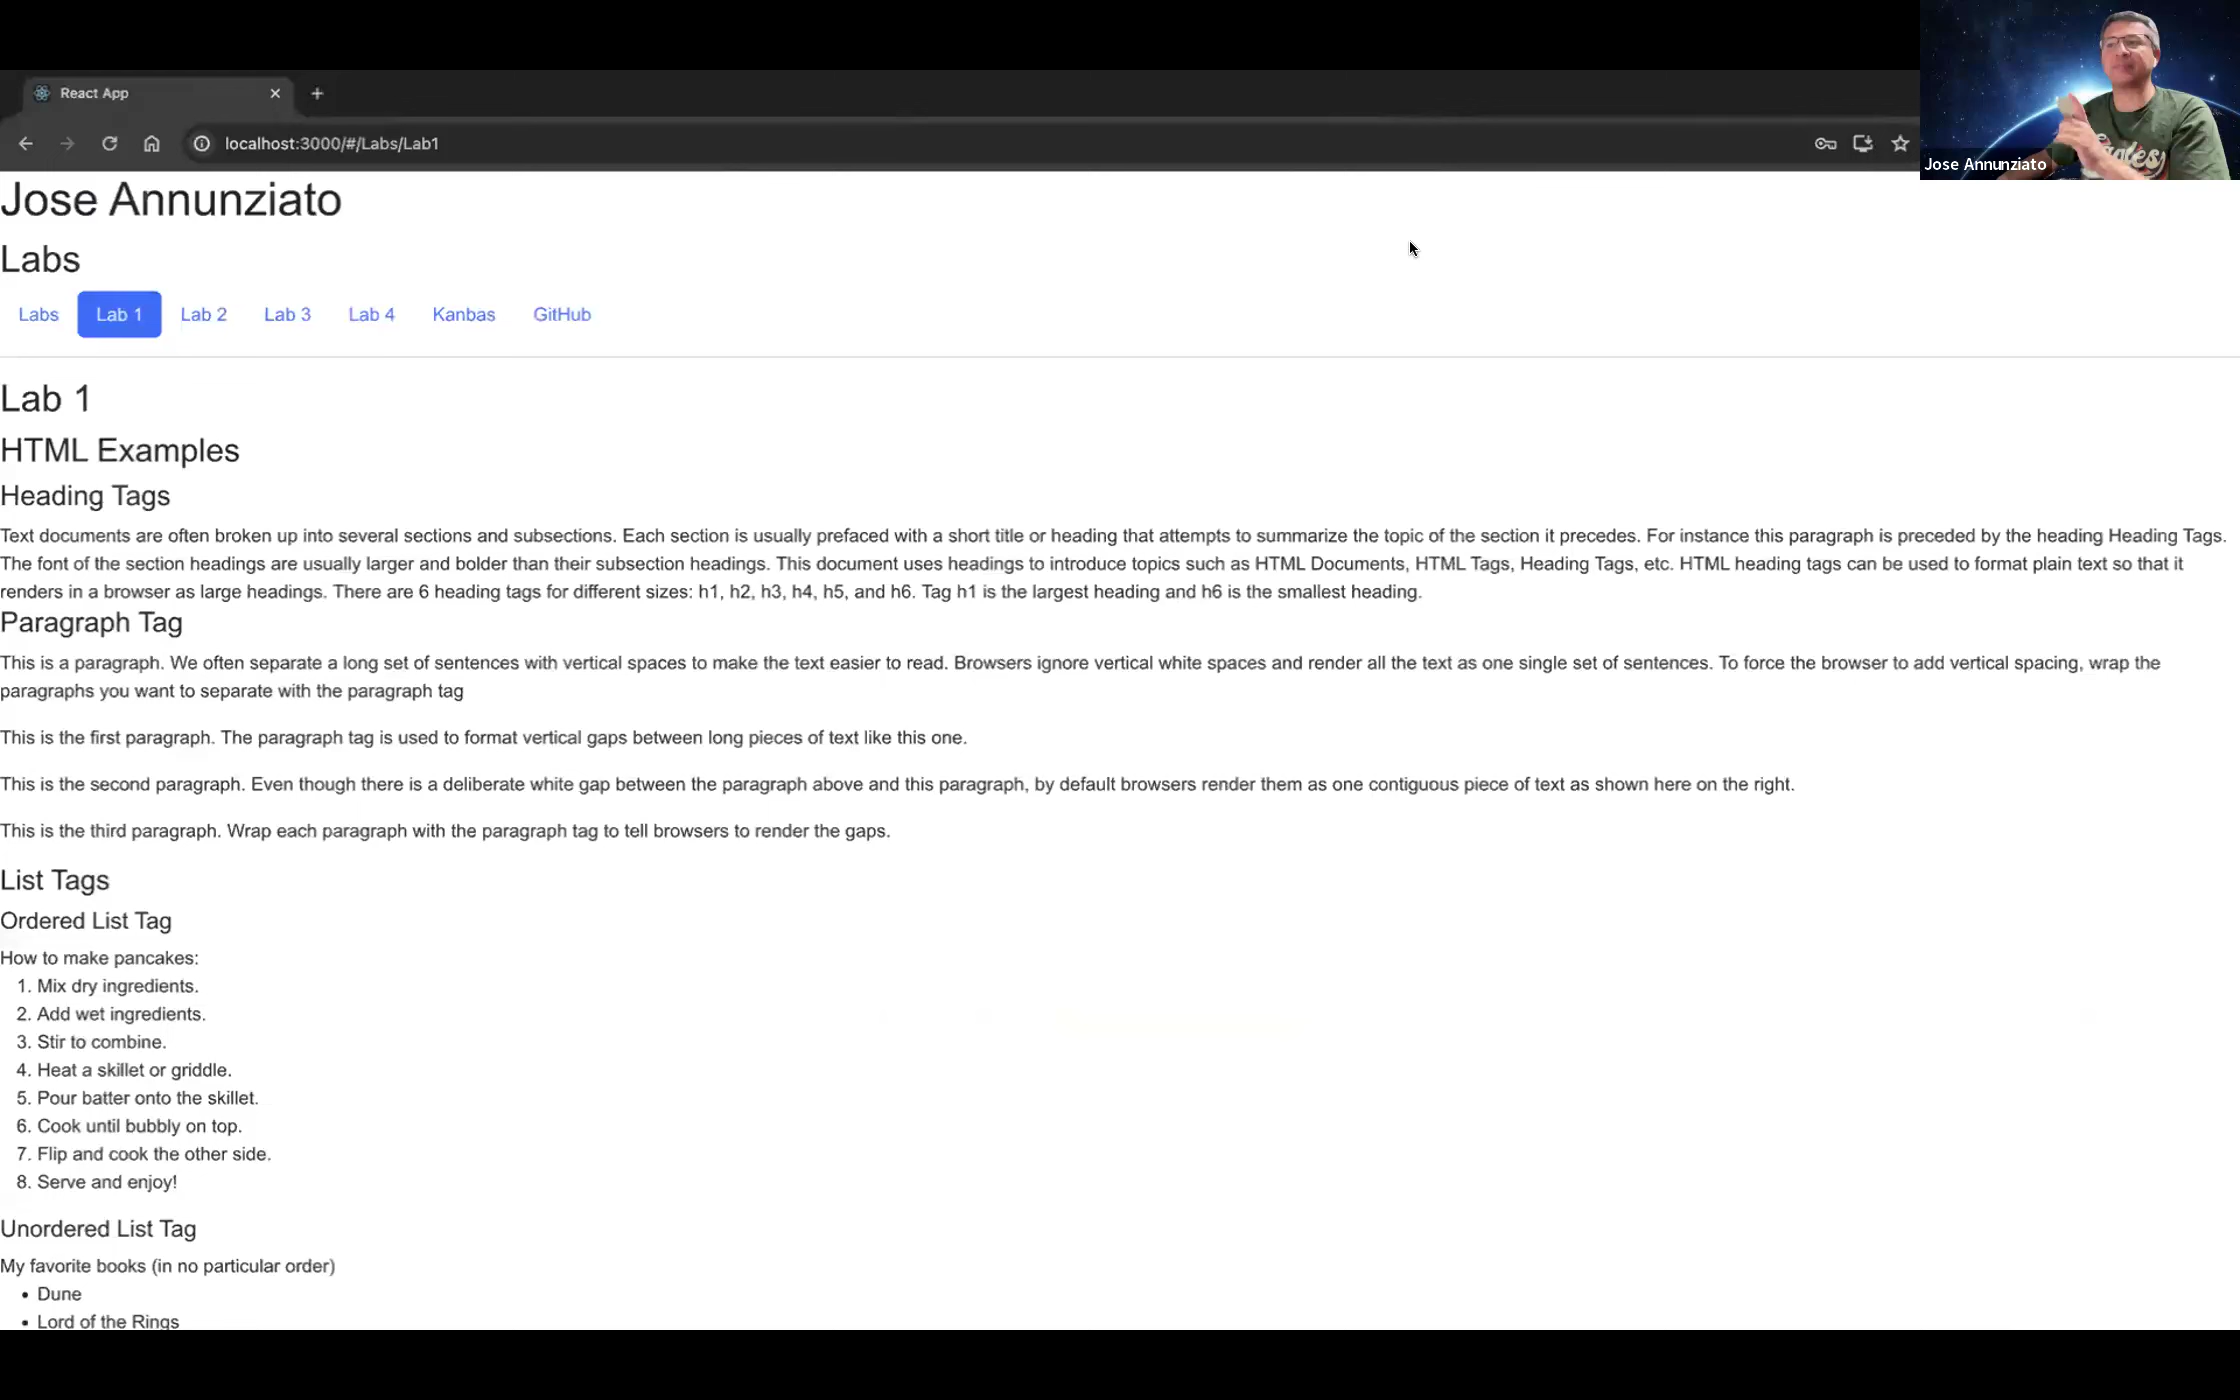 React App
localhost:3000/#/Labs/Lab1
Jose Annunziato
Jose Annunziato
Labs
Labs Lab 1 Lab 2 Lab 3 Lab 4 Kanbas GitHub
Lab 1
HTML Examples
Heading Tags
Text documents are often broken up into several sections and subsections. Each section is usually prefaced with a short title or heading that attempts to summarize the topic of the section it precedes. For instance this paragraph is preceded by the heading Heading Tags.
The font of the section headings are usually larger and bolder than their subsection headings. This document uses headings to introduce topics such as HTML Documents, HTML Tags, Heading Tags, etc. HTML heading tags can be used to format plain text so that it
renders in a browser as large headings. There are 6 heading tags for different sizes: h1, h2, h3, h4, h5, and h6. Tag h1 is the largest heading and h6 is the smallest heading.
Paragraph Tag
This is a paragraph. We often separate a long set of sentences with vertical spaces to make the text easier to read. Browsers ignore vertical white spaces and render all the text as one single set of sentences. To force the browser to add vertical spacing, wrap the
paragraphs you want to separate with the paragraph tag
This is the first paragraph. The paragraph tag is used to format vertical gaps between long pieces of text like this one.
This is the second paragraph. Even though there is a deliberate white gap between the paragraph above and this paragraph, by default browsers render them as one contiguous piece of text as shown here on the right.
This is the third paragraph. Wrap each paragraph with the paragraph tag to tell browsers to render the gaps.
List Tags
Ordered List Tag
How to make pancakes:
1. Mix dry ingredients.
2. Add wet ingredients.
3. Stir to combine.
4. Heat a skillet or griddle.
5. Pour batter onto the skillet.
6. Cook until bubbly on top.
7. Flip and cook the other side.
8. Serve and enjoy!
Unordered List Tag
My favorite books (in no particular order)
• Dune
• Lord of the Rings